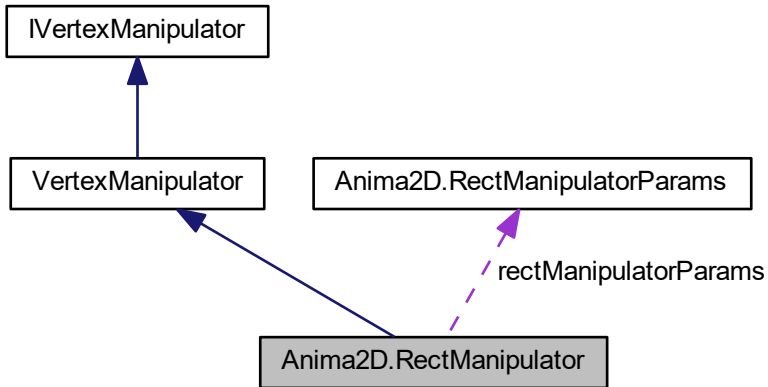 IVertexManipulator
VertexManipulator
Anima2D.RectManipulatorParams
rectManipulatorParams
Anima2D.RectManipulator